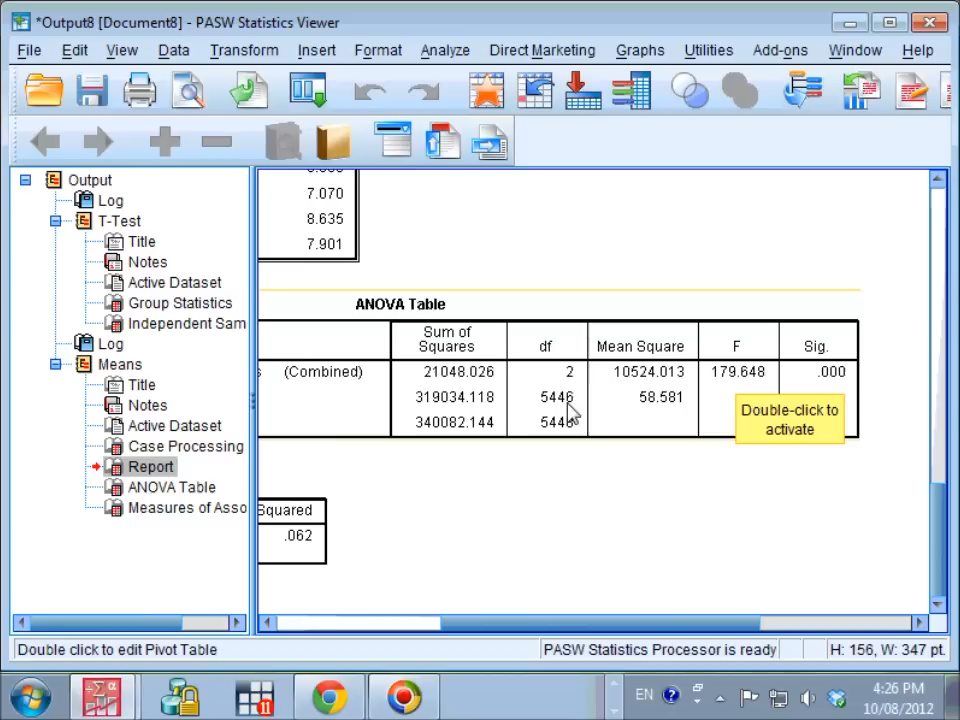 *Output8 [Document8] - PASW Statistics Viewer
File Edit View Data Transform Insert Format Analyze Direct Marketing Graphs Utilities Add-ons Window Help
Output
Log
T-Test
Title
Notes
Active Dataset
Group Statistics
Independent Sam
Log
Means
Title
Notes
Active Dataset
Case Processing
Report
ANOVA Table
Measures of Asso
7.070
8.635
7.901
ANOVA Table
Sum of Squares df Mean Square F Sig.
s (Combined) 21048.026 2 10524.013 179.648 .000
319034.118 5446 58.581
340082.144
Double-click to
activate
Squared
.062
Double click to edit Pivot Table PASW Statistics Processor is ready H: 156, W: 347 pt.
11
EN
4:26 PM
10/08/2012